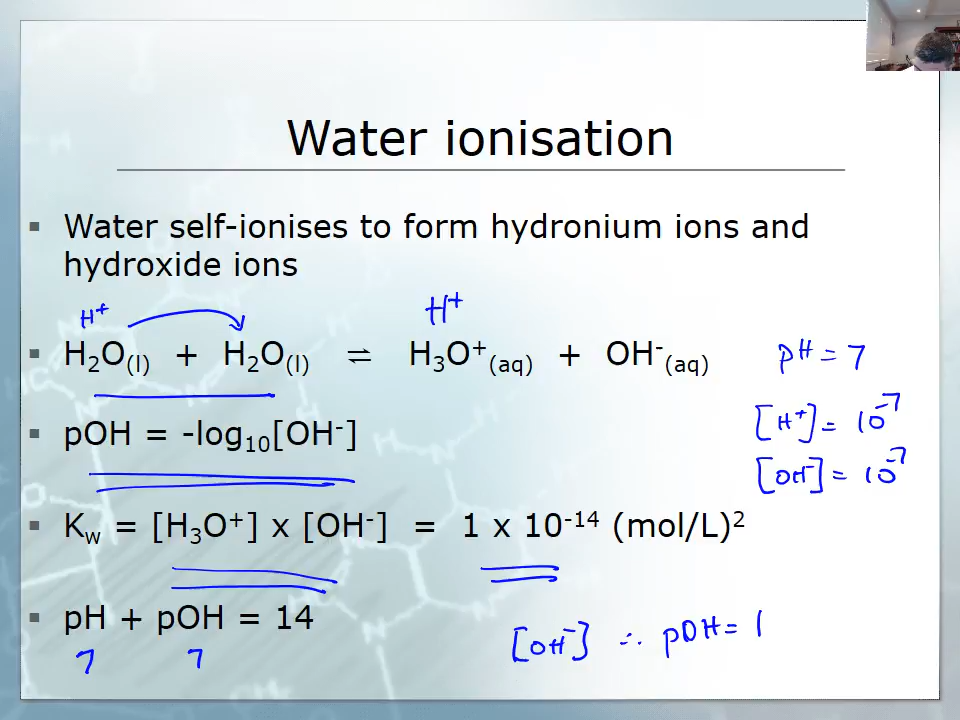 Water ionisation
▪ Water self-ionises to form hydronium ions and
hydroxide ions
H⁺ H⁺
▪ H₂O₍ₗ₎ + H₂O₍ₗ₎ ⇌ H₃O⁺₍aq₎ + OH⁻₍aq₎
pH = 7
[H⁺] = 10⁻⁷
▪ pOH = -log₁₀[OH⁻]
[OH⁻] = 10⁻⁷
▪ Kw = [H₃O⁺] x [OH⁻] = 1 x 10⁻¹⁴ (mol/L)²
▪ pH + pOH = 14
7 7
[OH⁻] ∴ pOH = 1